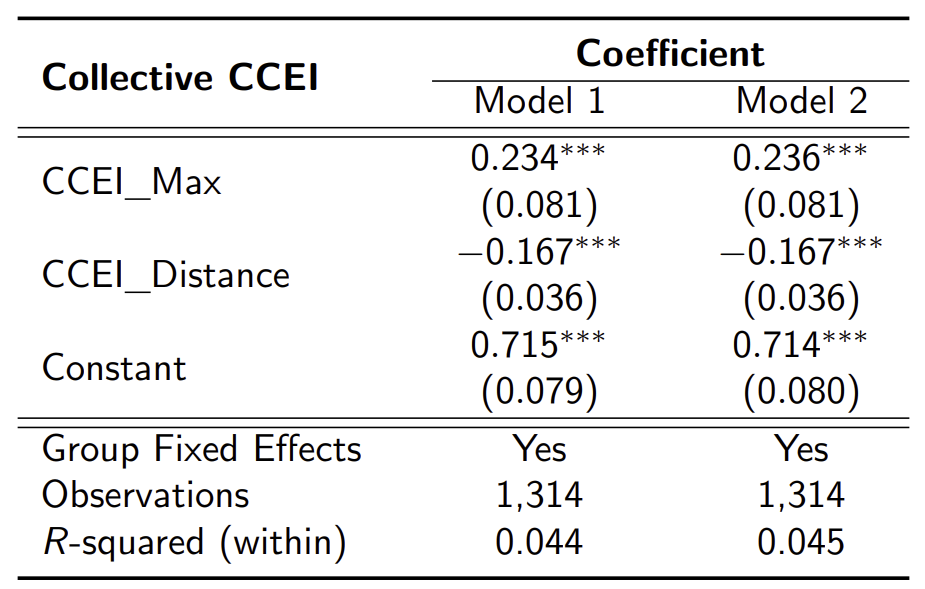 Collective CCEI Coefficient
Model 1 Model 2
CCEI_Max 0.234*** 0.236***
(0.081) (0.081)
CCEI_Distance −0.167*** −0.167***
(0.036) (0.036)
Constant 0.715*** 0.714***
(0.079) (0.080)
Group Fixed Effects Yes Yes
Observations 1,314 1,314
R-squared (within) 0.044 0.045